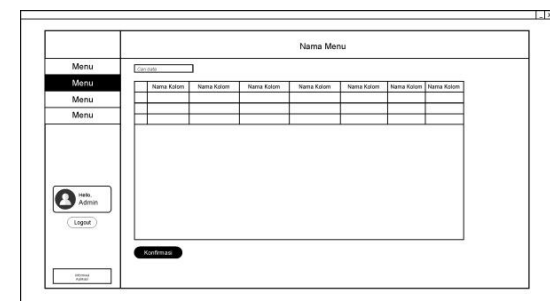 Nama Menu
Menu
Menu
Menu
Menu
Cari data
Nama Kolom Nama Kolom Nama Kolom Nama Kolom Nama Kolom Nama Kolom Nama Kolom
Hello,
Admin
Logout
Konfirmasi